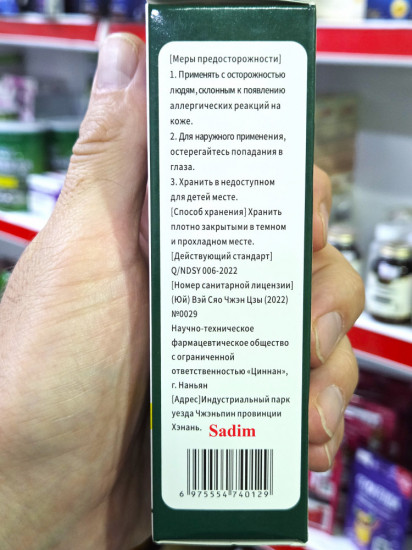 [Меры предосторожности]
1. Применять с осторожностью
людям, склонным к появлению
аллергических реакций на
коже.
2. Для наружного применения,
остерегайтесь попадания в
глаза.
3. Хранить в недоступном
для детей месте.
[Способ хранения] Хранить
плотно закрытыми в темном
и прохладном месте.
[Действующий стандарт]
Q/NDSY 006-2022
[Номер санитарной лицензии]
(Юй) Вэй Сяо Чжэн Цзы (2022)
№0029
Научно-техническое
фармацевтическое общество
с ограниченной
ответственностью «Циннан»,
г. Наньян
[Адрес]Индустриальный парк
уезда Чжэньпин провинции
Хэнань. Sadim
6 975554 740129